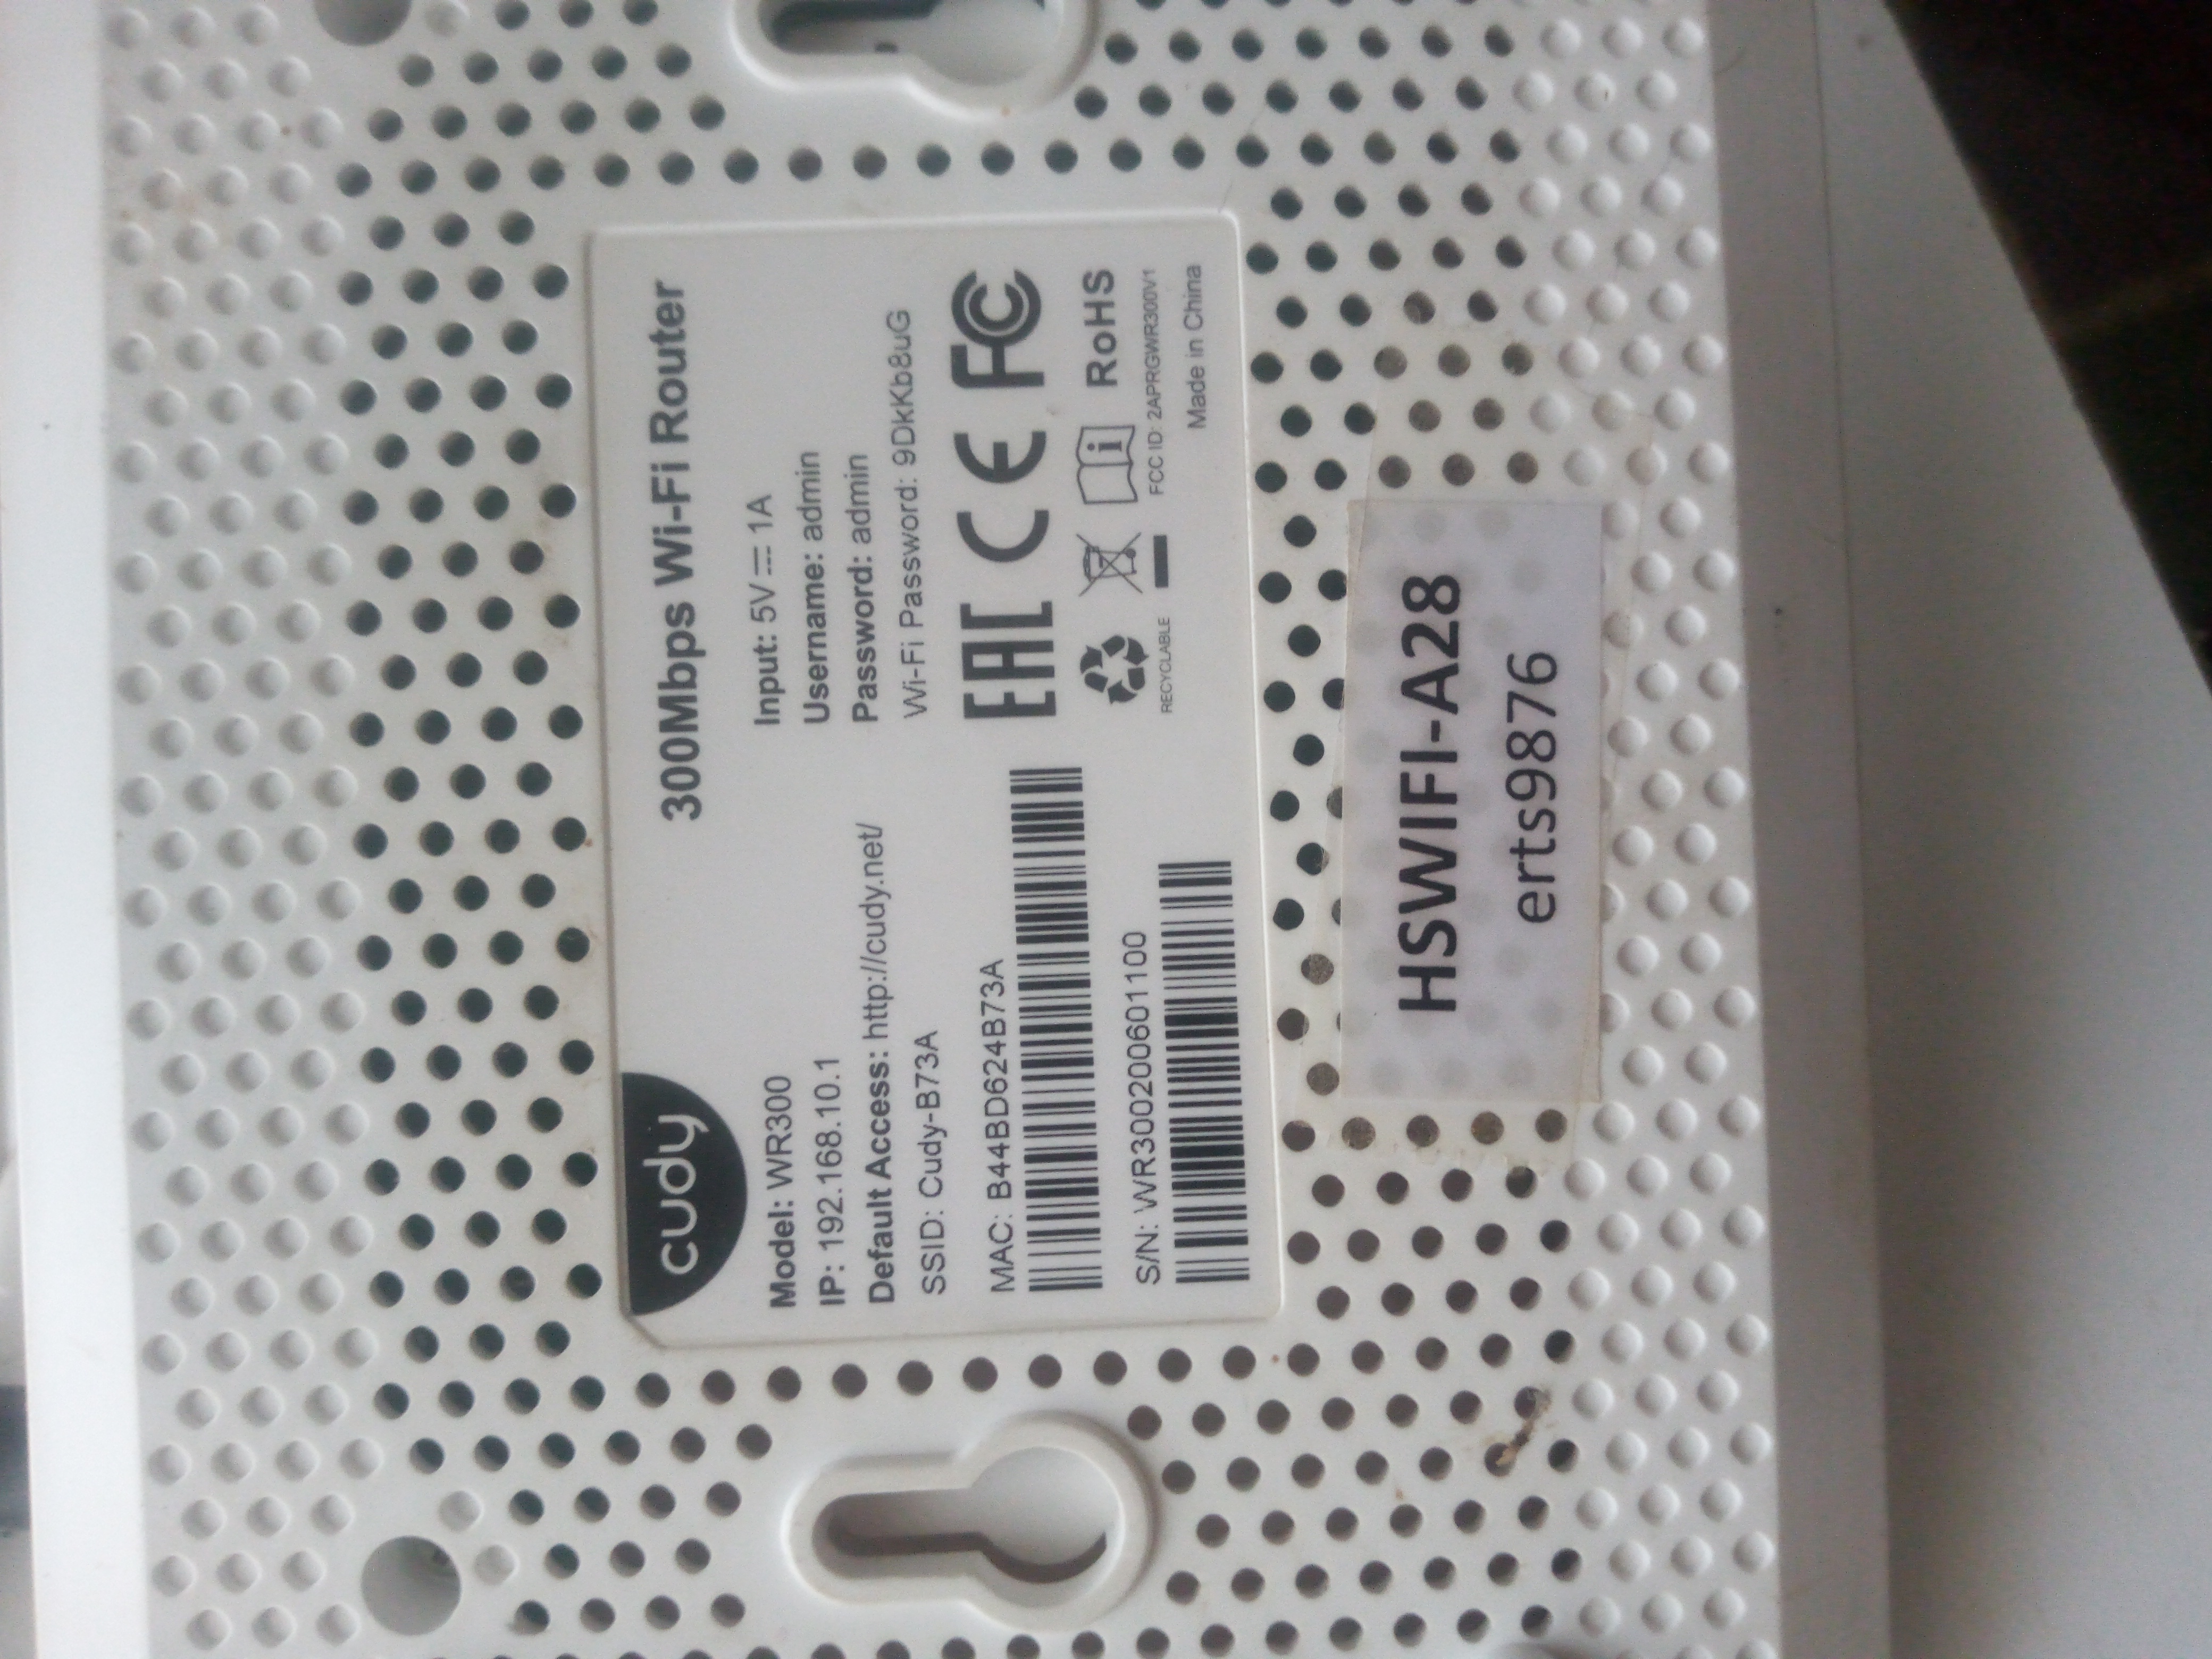 cudy
300Mbps Wi-Fi Router
Model: WR300
IP: 192.168.10.1
Default Access: http://cudy.net/
SSID: Cudy-B73A
MAC: B44BD624B73A
S/N: WR300200601100
Input: 5V⎓1A
Username: admin
Password: admin
Wi-Fi Password: 9DkKb8uG
EAC CE FC
RECYCLABLE
RoHS
FCC ID: 2APRGWR300V1
Made in China
HSWIFI-A28
erts9876